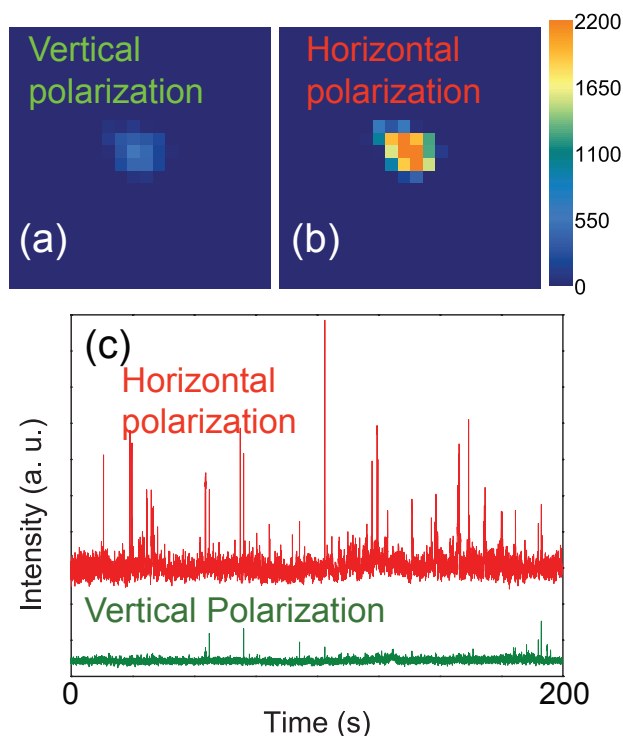 Vertical
polarization
(a)
Horizontal
polarization
(b)
2200
1650
1100
550
0
(c)
Horizontal
polarization
Vertical Polarization
Intensity (a. u.)
0
200
Time (s)